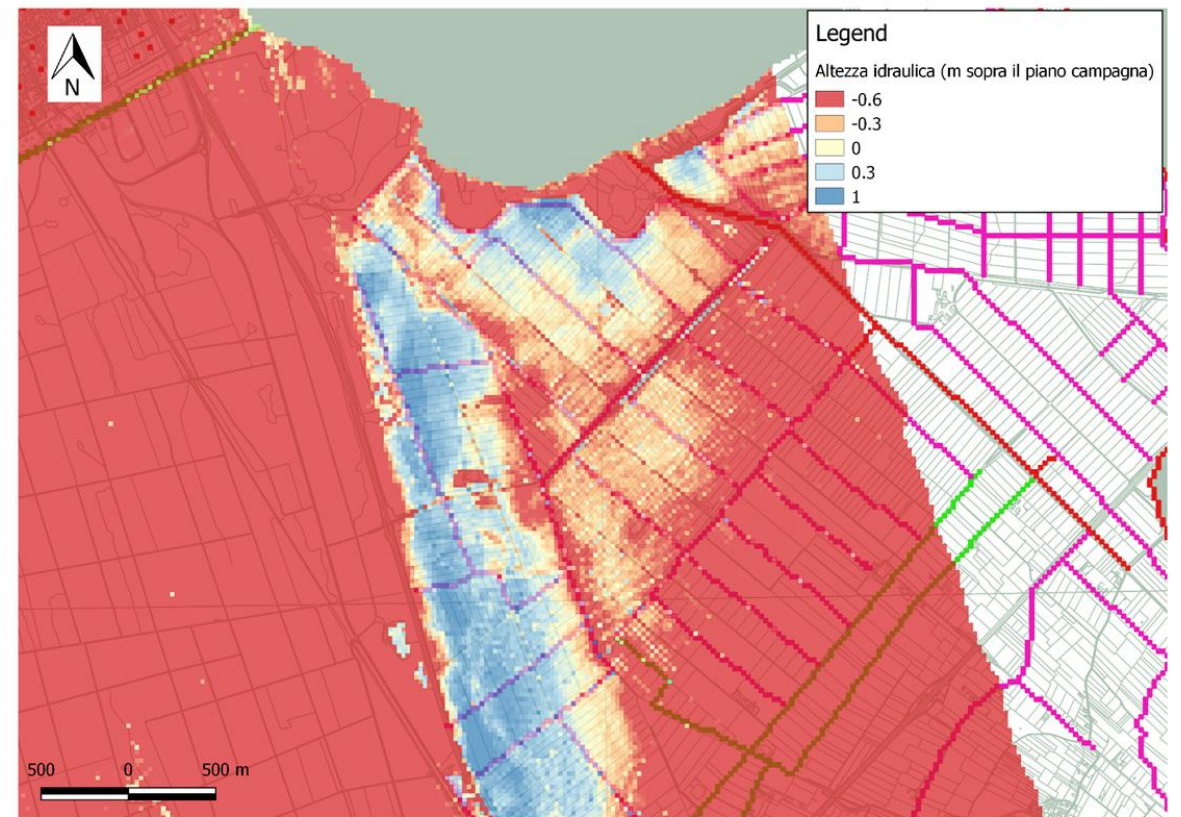 N
Legend
Altezza idraulica (m sopra il piano campagna)
-0.6
-0.3
0
0.3
1
500 0 500 m